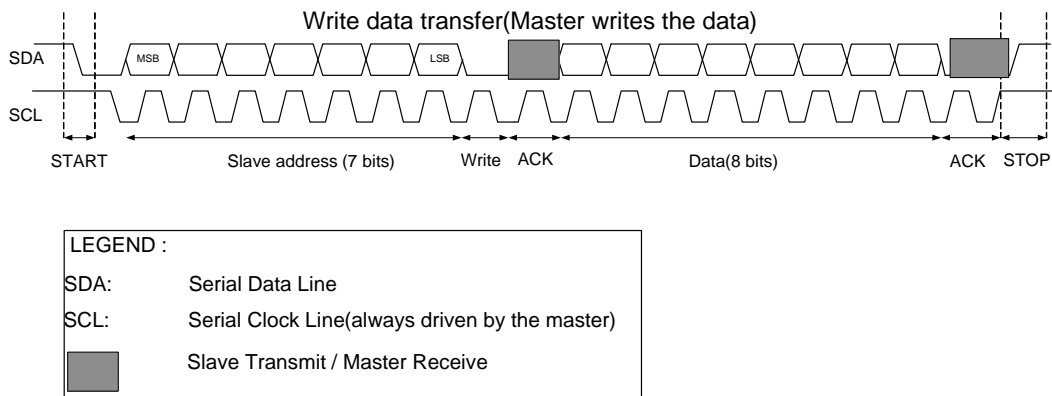 Write data transfer(Master writes the data)
SDA MSB LSB
SCL
START Slave address (7 bits) Write ACK Data(8 bits) ACK STOP
LEGEND :
SDA: Serial Data Line
SCL: Serial Clock Line(always driven by the master)
Slave Transmit / Master Receive